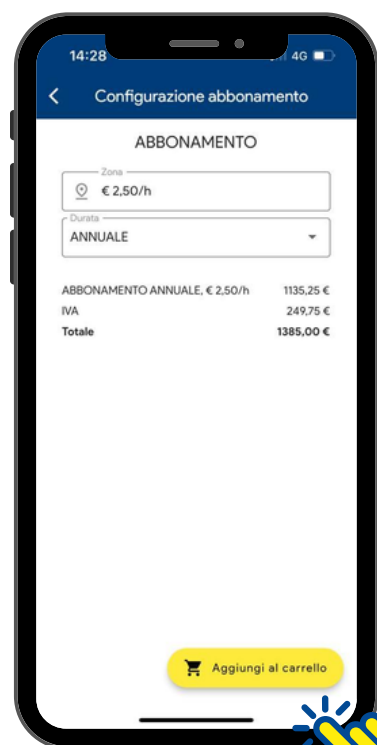 14:28 4G
Configurazione abbonamento
ABBONAMENTO
Zona
€ 2,50/h
Durata
ANNUALE
ABBONAMENTO ANNUALE, € 2,50/h 1135,25 €
IVA 249,75 €
Totale 1385,00 €
Aggiungi al carrello